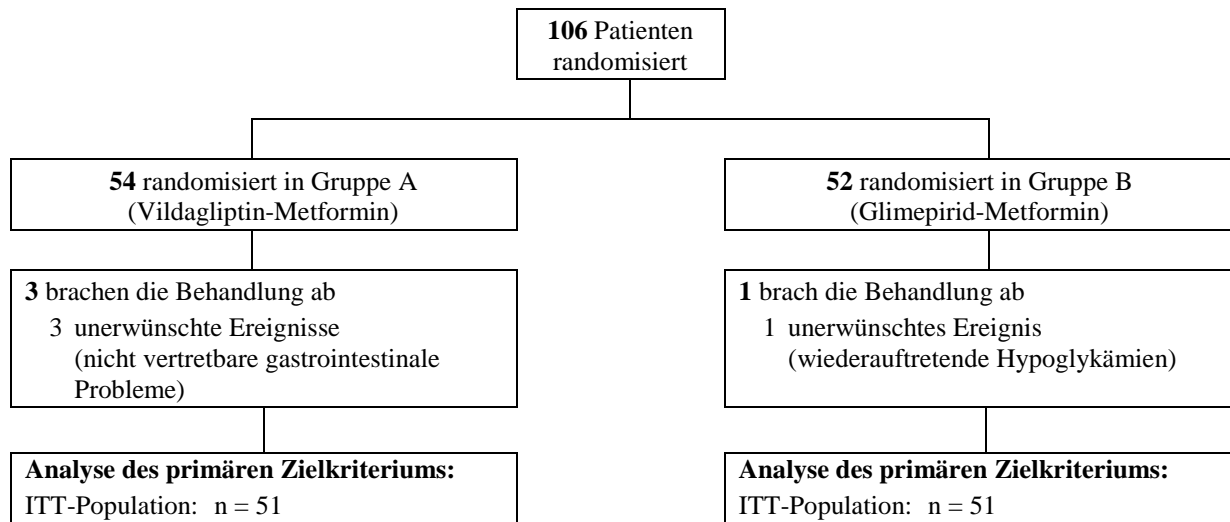 106 Patienten
randomisiert
54 randomisiert in Gruppe A
(Vildagliptin-Metformin)
52 randomisiert in Gruppe B
(Glimepirid-Metformin)
3 brachen die Behandlung ab
3 unerwünschte Ereignisse
(nicht vertretbare gastrointestinale
Probleme)
1 brach die Behandlung ab
1 unerwünschtes Ereignis
(wiederauftretende Hypoglykämien)
Analyse des primären Zielkriteriums:
ITT-Population: n = 51
Analyse des primären Zielkriteriums:
ITT-Population: n = 51